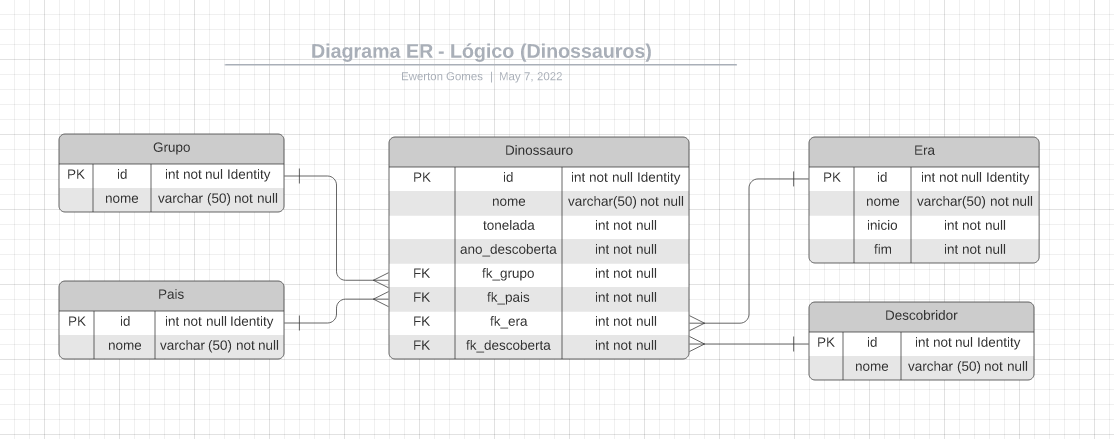 Diagrama ER - Lógico (Dinossauros)
Ewerton Gomes | May 7, 2022
Grupo
PK id int not nul Identity
nome varchar (50) not null
Pais
PK id int not null Identity
nome varchar (50) not null
Dinossauro
PK id int not null Identity
nome varchar(50) not null
tonelada int not null
ano_descoberta int not null
FK fk_grupo int not null
FK fk_pais int not null
FK fk_era int not null
FK fk_descoberta int not null
Era
PK id int not nul Identity
nome varchar(50) not null
inicio int not null
fim int not null
Descobridor
PK id int not nul Identity
nome varchar (50) not null